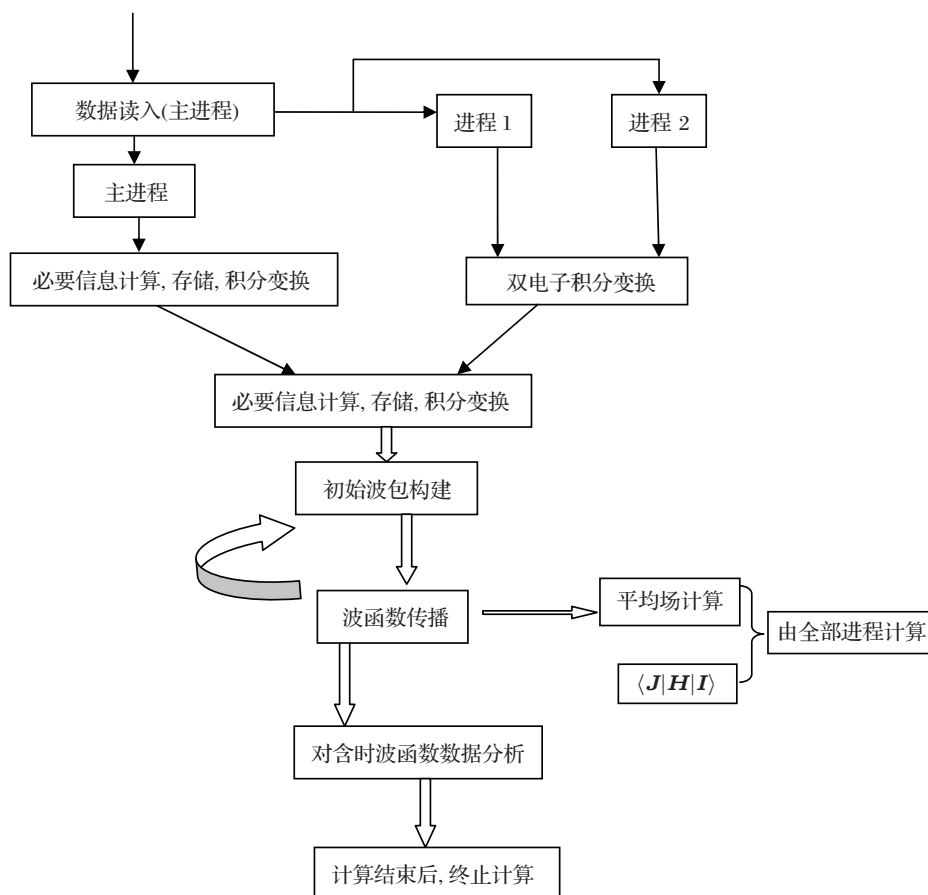 数据读入(主进程)
进程 1
进程 2
主进程
必要信息计算, 存储, 积分变换
双电子积分变换
必要信息计算, 存储, 积分变换
初始波包构建
波函数传播
平均场计算
由全部进程计算
⟨J|H|I⟩
对含时波函数数据分析
计算结束后, 终止计算